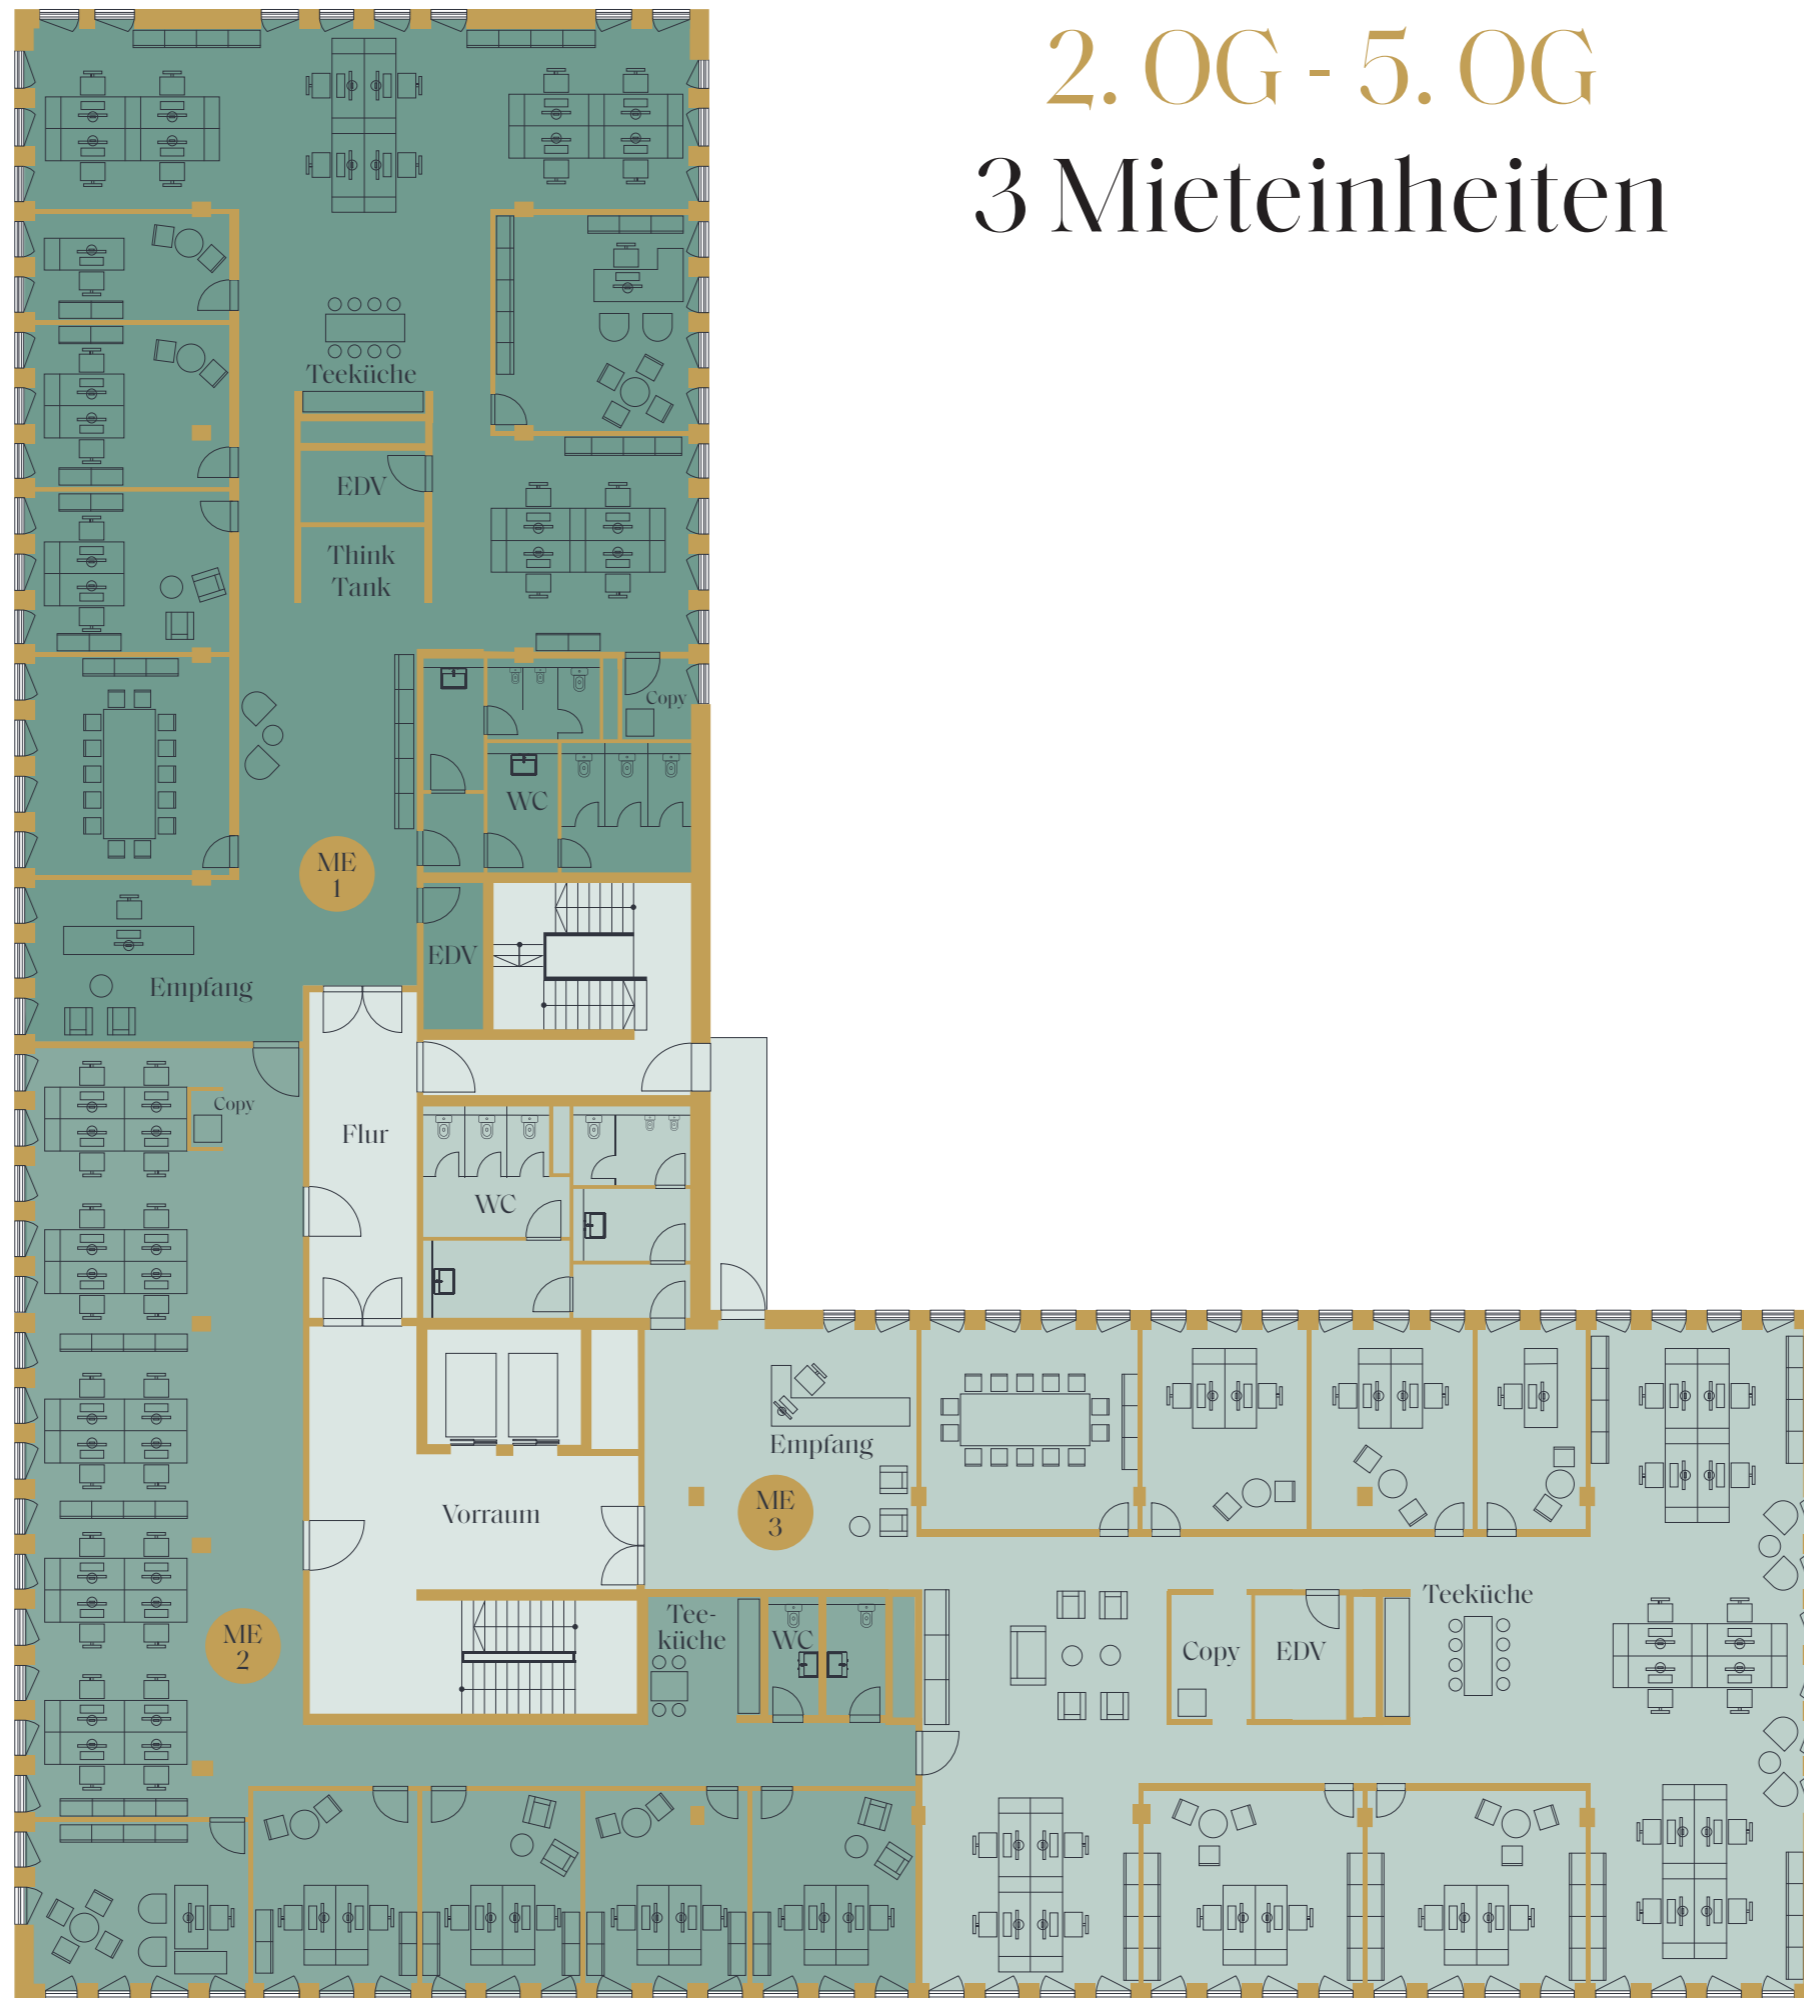 2. OG - 5. OG
3 Mieteinheiten
Teeküche
EDV
Think
Tank
Copy
WC
ME
1
EDV
Empfang
Copy
Flur
WC
Empfang
ME
3
Vorraum
Teeküche
Tee-
küche
WC
Copy
EDV
ME
2